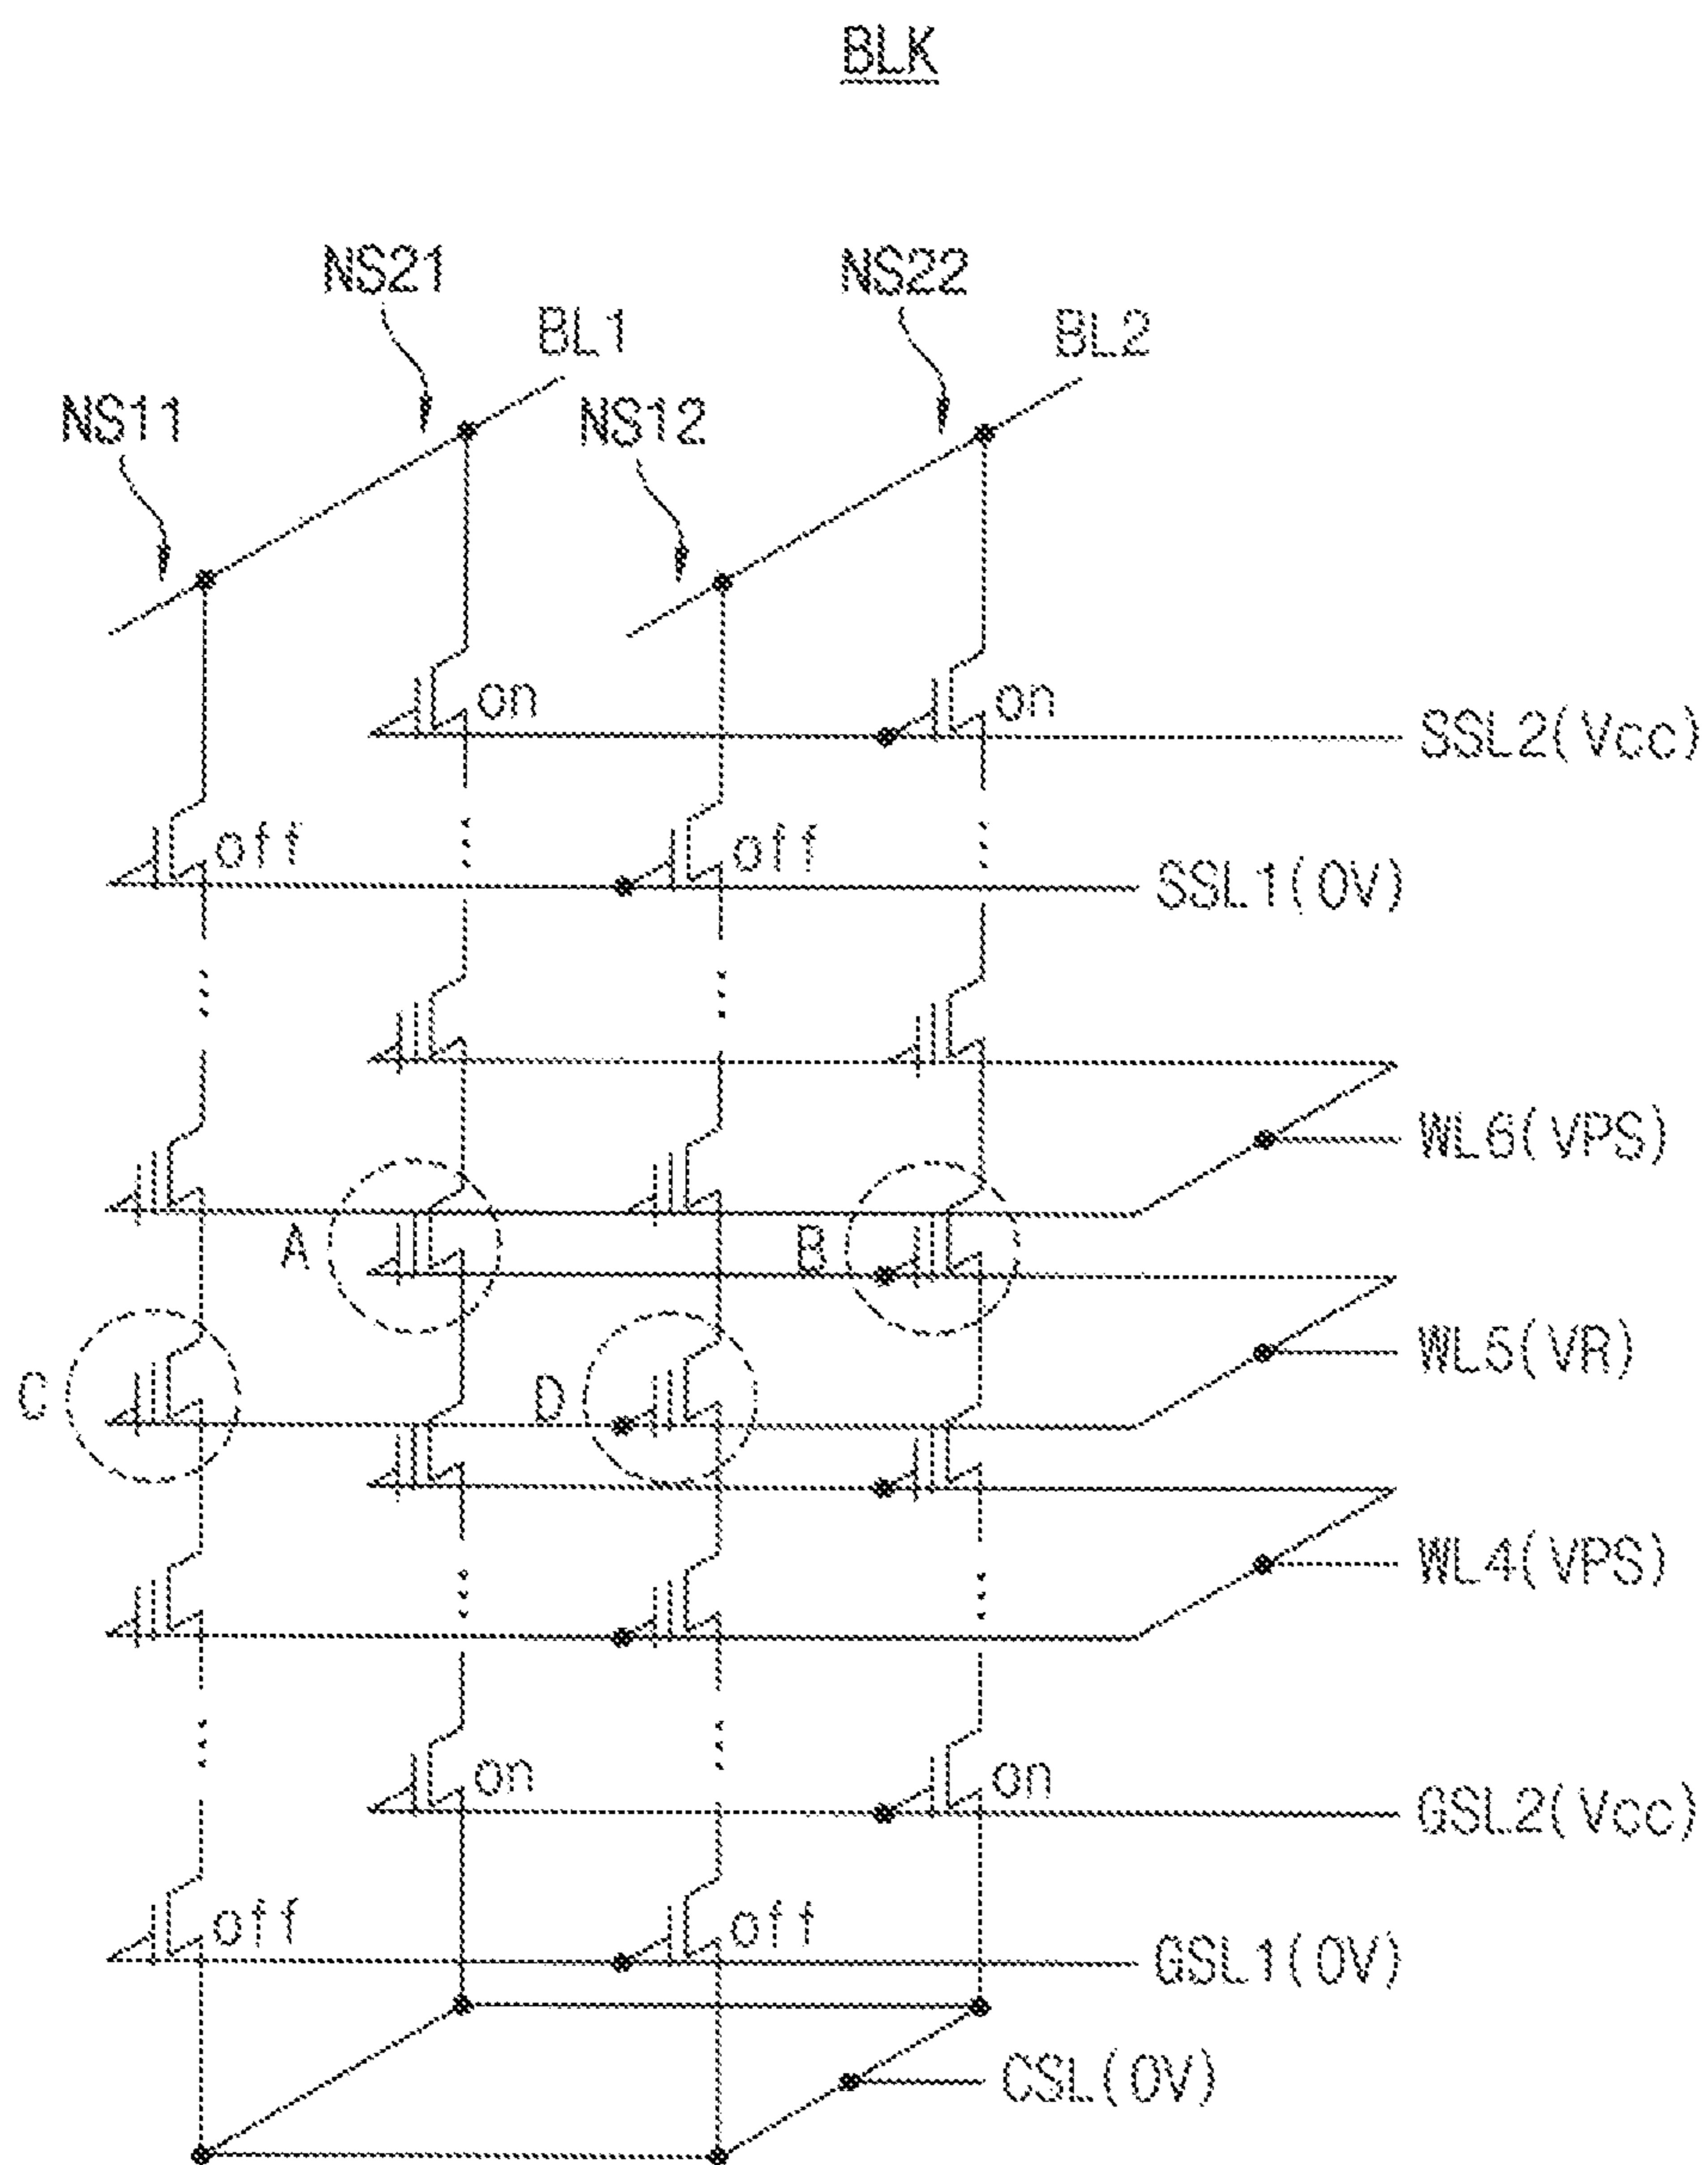 BLK
NS21
NS22
BL1
BL2
NS11
NS12
on
on
SSL2(Vcc)
off
off
SSL1(0V)
WL6(VPS)
A
B
WL5(VR)
C
D
WL4(VPS)
on
on
GSL2(Vcc)
off
off
GSL1(0V)
CSL(0V)